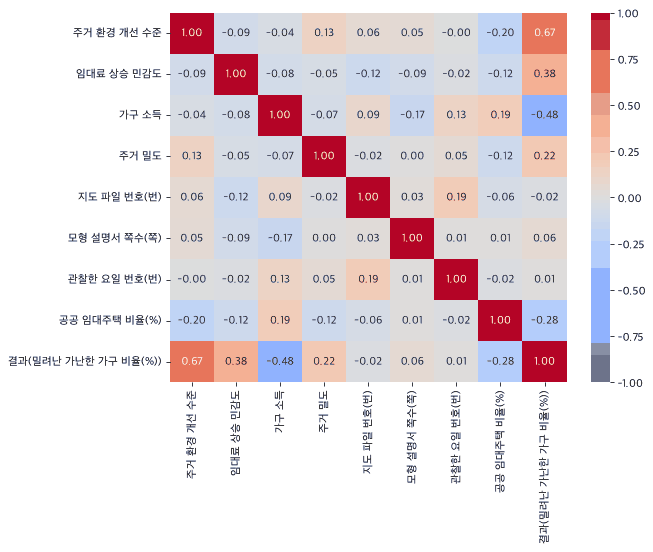 주거 환경 개선 수준 1.00 -0.09 -0.04 0.13 0.06 0.05 -0.00 -0.20 0.67
임대료 상승 민감도 -0.09 1.00 -0.08 -0.05 -0.12 -0.09 -0.02 -0.12 0.38
가구 소득 -0.04 -0.08 1.00 -0.07 0.09 -0.17 0.13 0.19 -0.48
주거 밀도 0.13 -0.05 -0.07 1.00 -0.02 0.00 0.05 -0.12 0.22
지도 파일 번호(번) 0.06 -0.12 0.09 -0.02 1.00 0.03 0.19 -0.06 -0.02
모형 설명서 쪽수(쪽) 0.05 -0.09 -0.17 0.00 0.03 1.00 0.01 0.01 0.06
관찰한 요일 번호(번) -0.00 -0.02 0.13 0.05 0.19 0.01 1.00 -0.02 0.01
공공 임대주택 비율(%) -0.20 -0.12 0.19 -0.12 -0.06 0.01 -0.02 1.00 -0.28
결과(밀려난 가난한 가구 비율(%)) 0.67 0.38 -0.48 0.22 -0.02 0.06 0.01 -0.28 1.00
주거 환경 개선 수준
임대료 상승 민감도
가구 소득
주거 밀도
지도 파일 번호(번)
모형 설명서 쪽수(쪽)
관찰한 요일 번호(번)
공공 임대주택 비율(%)
결과(밀려난 가난한 가구 비율(%))
1.00
0.75
0.50
0.25
0.00
-0.25
-0.50
-0.75
-1.00